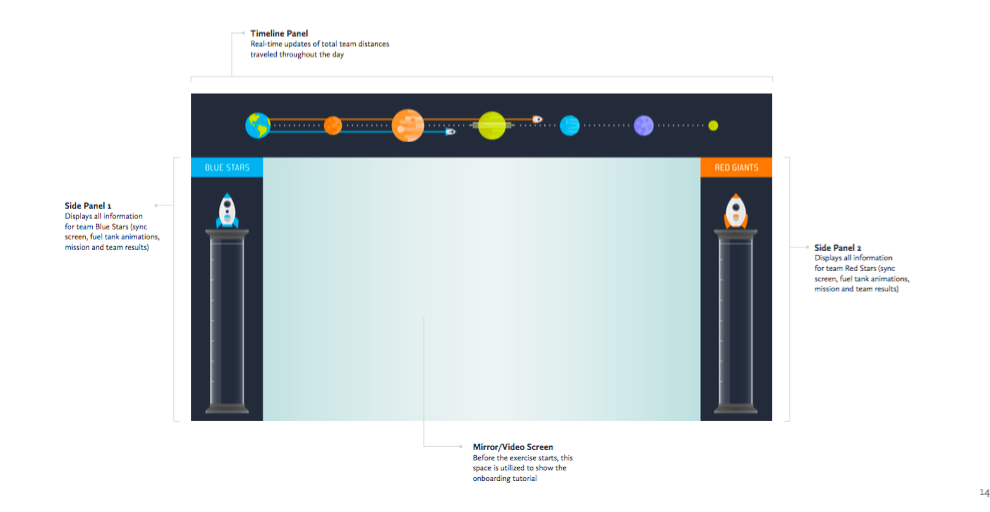 Timeline Panel
Real-time updates of total team distances
traveled throughout the day
BLUE STARS
RED GIANTS
Side Panel 1
Displays all information
for team Blue Stars (sync
screen, fuel tank animations,
mission and team results)
Side Panel 2
Displays all information
for team Red Stars (sync
screen, fuel tank animations,
mission and team results)
Mirror/Video Screen
Before the exercise starts, this
space is utilized to show the
onboarding tutorial
14